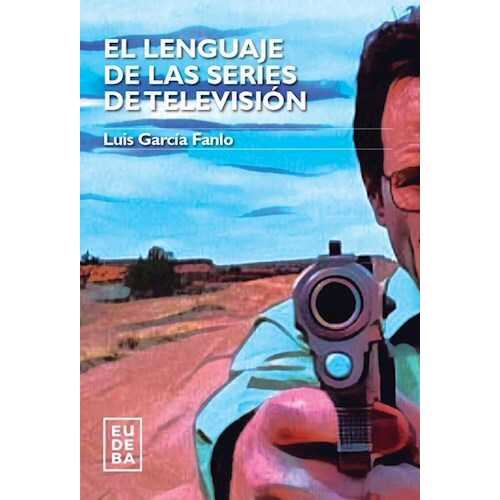 EL LENGUAJE
DE LAS SERIES
DE TELEVISIÓN
Luis García Fanlo
EU
DE
BA